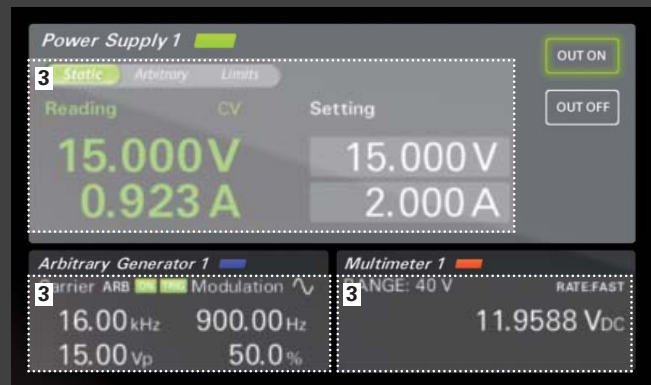 Power Supply 1
OUT ON
3
Static Arbitrary Limits
Reading CV Setting
OUT OFF
15.000 V 15.000 V
0.923 A 2.000 A
Arbitrary Generator 1 Multimeter 1
3 Carrier ARB ON TRIG Modulation
3 RANGE: 40 V RATE:FAST
16.00 kHz 900.00 Hz
11.9588 VDC
15.00 Vp 50.0 %